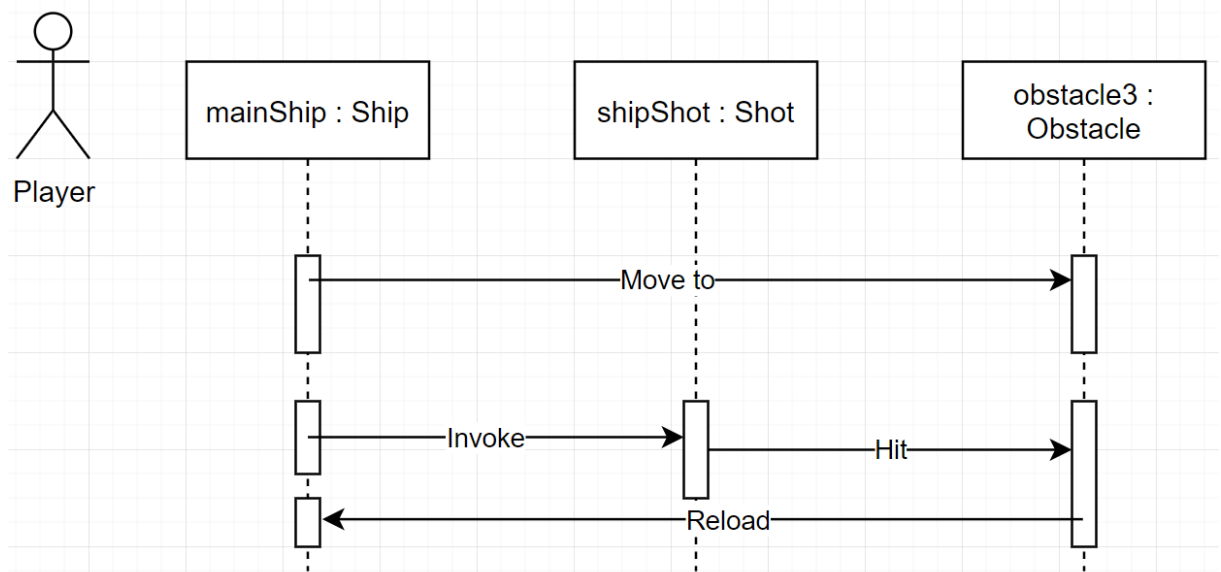 mainShip : Ship
shipShot : Shot
obstacle3 :
Obstacle
Player
Move to
Invoke
Hit
Reload